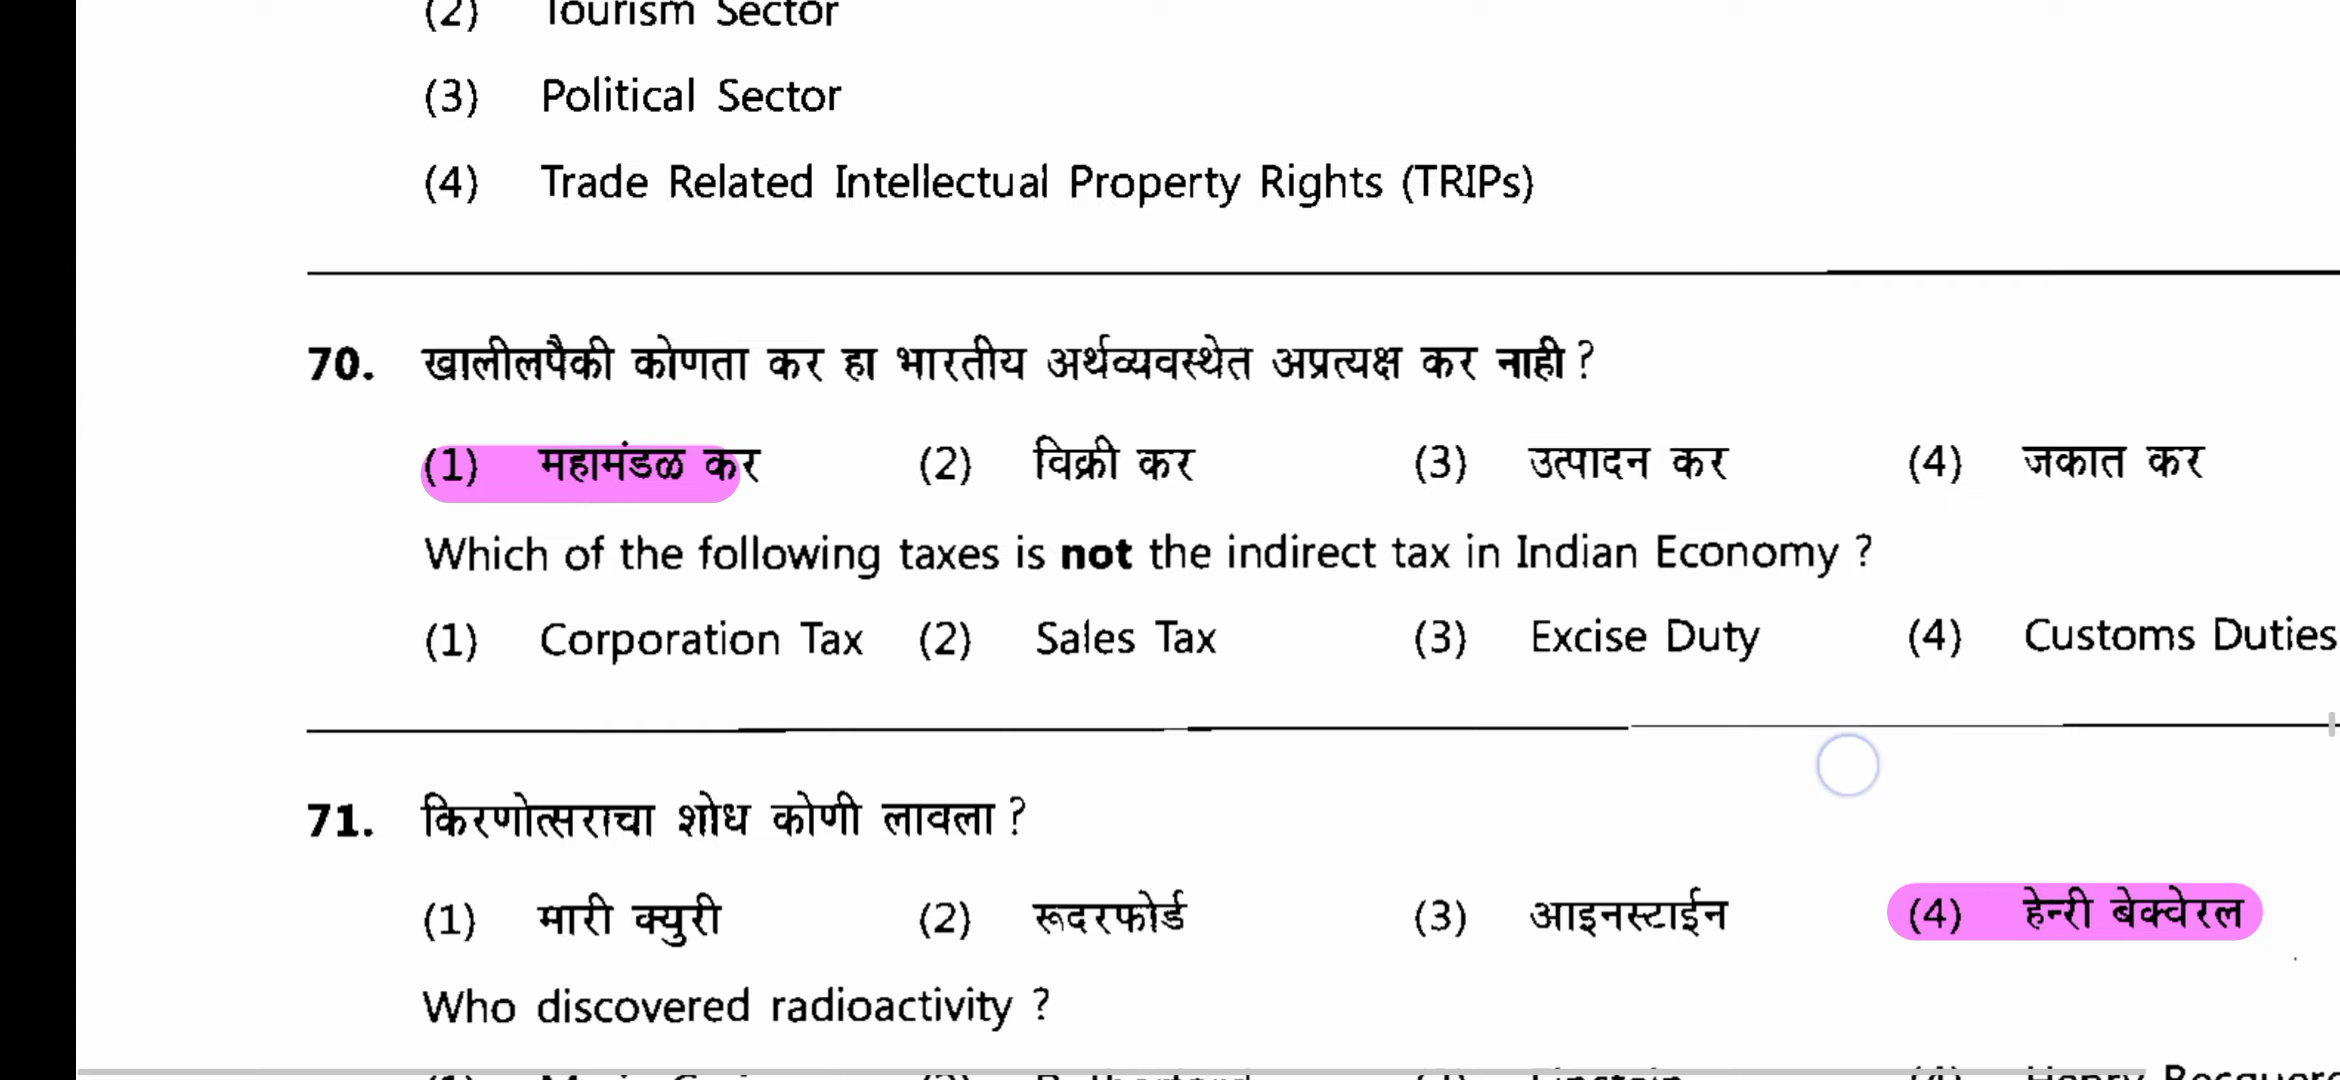 (2) Tourism Sector
(3) Political Sector
(4) Trade Related Intellectual Property Rights (TRIPs)
70. खालीलपैकी कोणता कर हा भारतीय अर्थव्यवस्थेत अप्रत्यक्ष कर नाही ?
(1) महामंडळ कर (2) विक्री कर (3) उत्पादन कर (4) जकात कर
Which of the following taxes is not the indirect tax in Indian Economy ?
(1) Corporation Tax (2) Sales Tax (3) Excise Duty (4) Customs Duties
71. किरणोत्सराचा शोध कोणी लावला ?
(1) मारी क्युरी (2) रूदरफोर्ड (3) आइनस्टाईन (4) हेन्री बेक्वेरल
Who discovered radioactivity ?